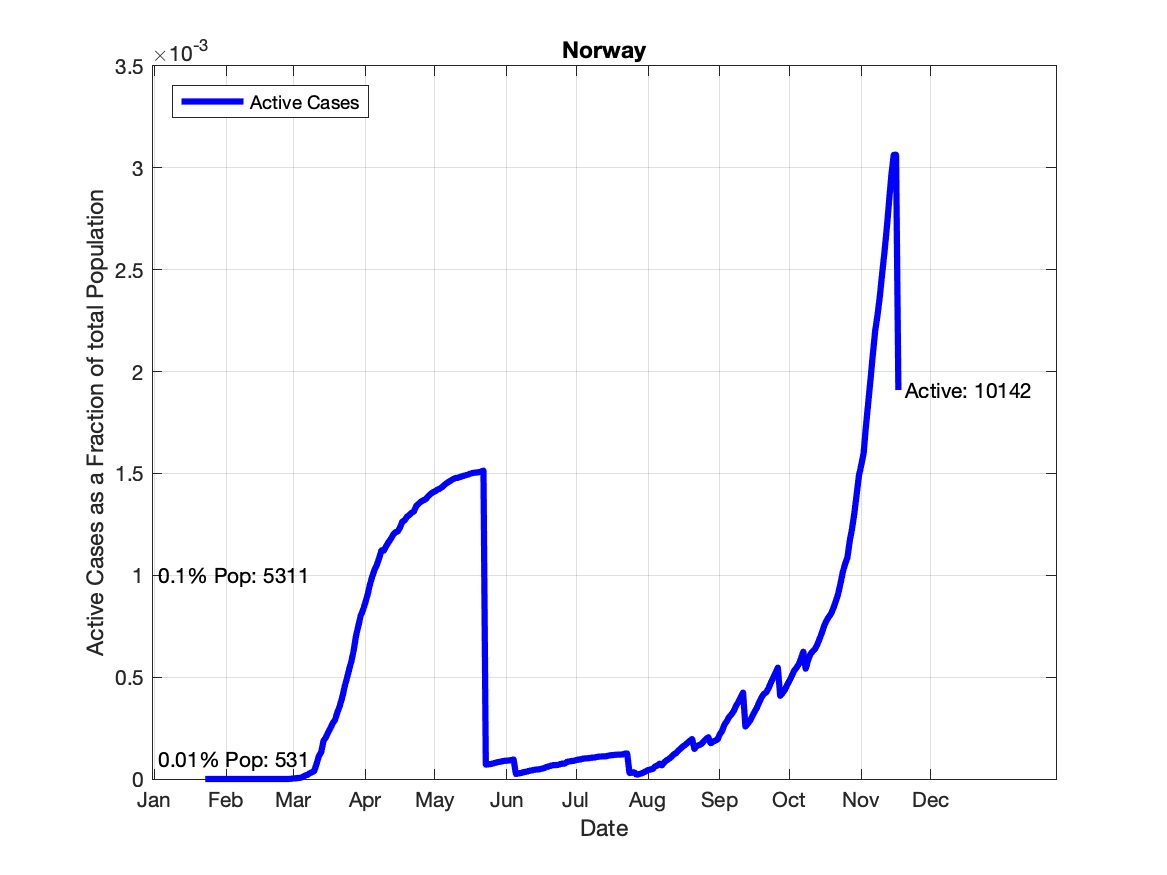 Norway
×10-3
3.5
3
2.5
2
1.5
1
0.5
0
Active Cases as a Fraction of total Population
Active Cases
Active: 10142
0.1% Pop: 5311
0.01% Pop: 531
Jan Feb Mar Apr May Jun Jul Aug Sep Oct Nov Dec
Date